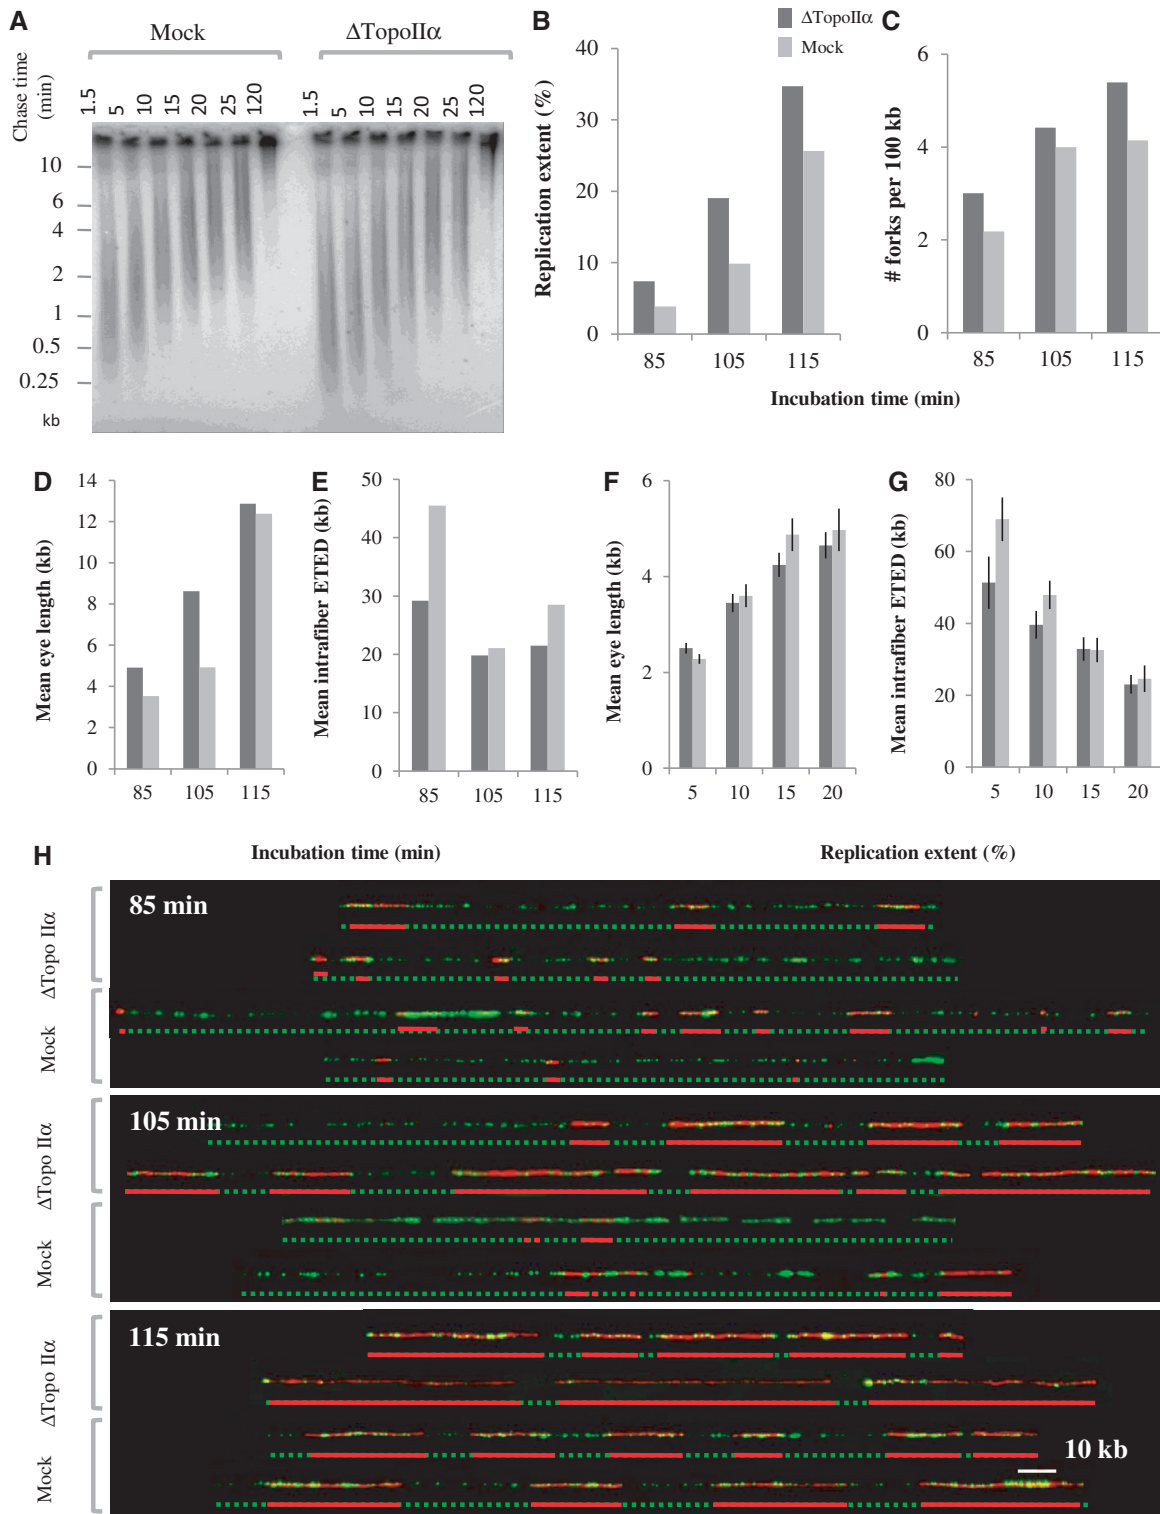 A
Mock
ΔTopoIIα
Chase time
(min)
1.5
5
10
15
20
25
120
1.5
5
10
15
20
25
120
10
6
4
2
1
0.5
0.25
kb
B
ΔTopoIIα
Mock
Replication extent (%)
40
30
20
10
0
85
105
115
C
# forks per 100 kb
6
4
2
0
85
105
115
Incubation time (min)
D
Mean eye length (kb)
14
12
10
8
6
4
2
0
85
105
115
E
Mean intrafiber ETED (kb)
50
40
30
20
10
0
85
105
115
F
Mean eye length (kb)
6
4
2
0
5
10
15
20
G
Mean intrafiber ETED (kb)
80
60
40
20
0
5
10
15
20
Incubation time (min)
Replication extent (%)
H
85 min
ΔTopo IIα
Mock
105 min
ΔTopo IIα
Mock
115 min
ΔTopo IIα
Mock
10 kb